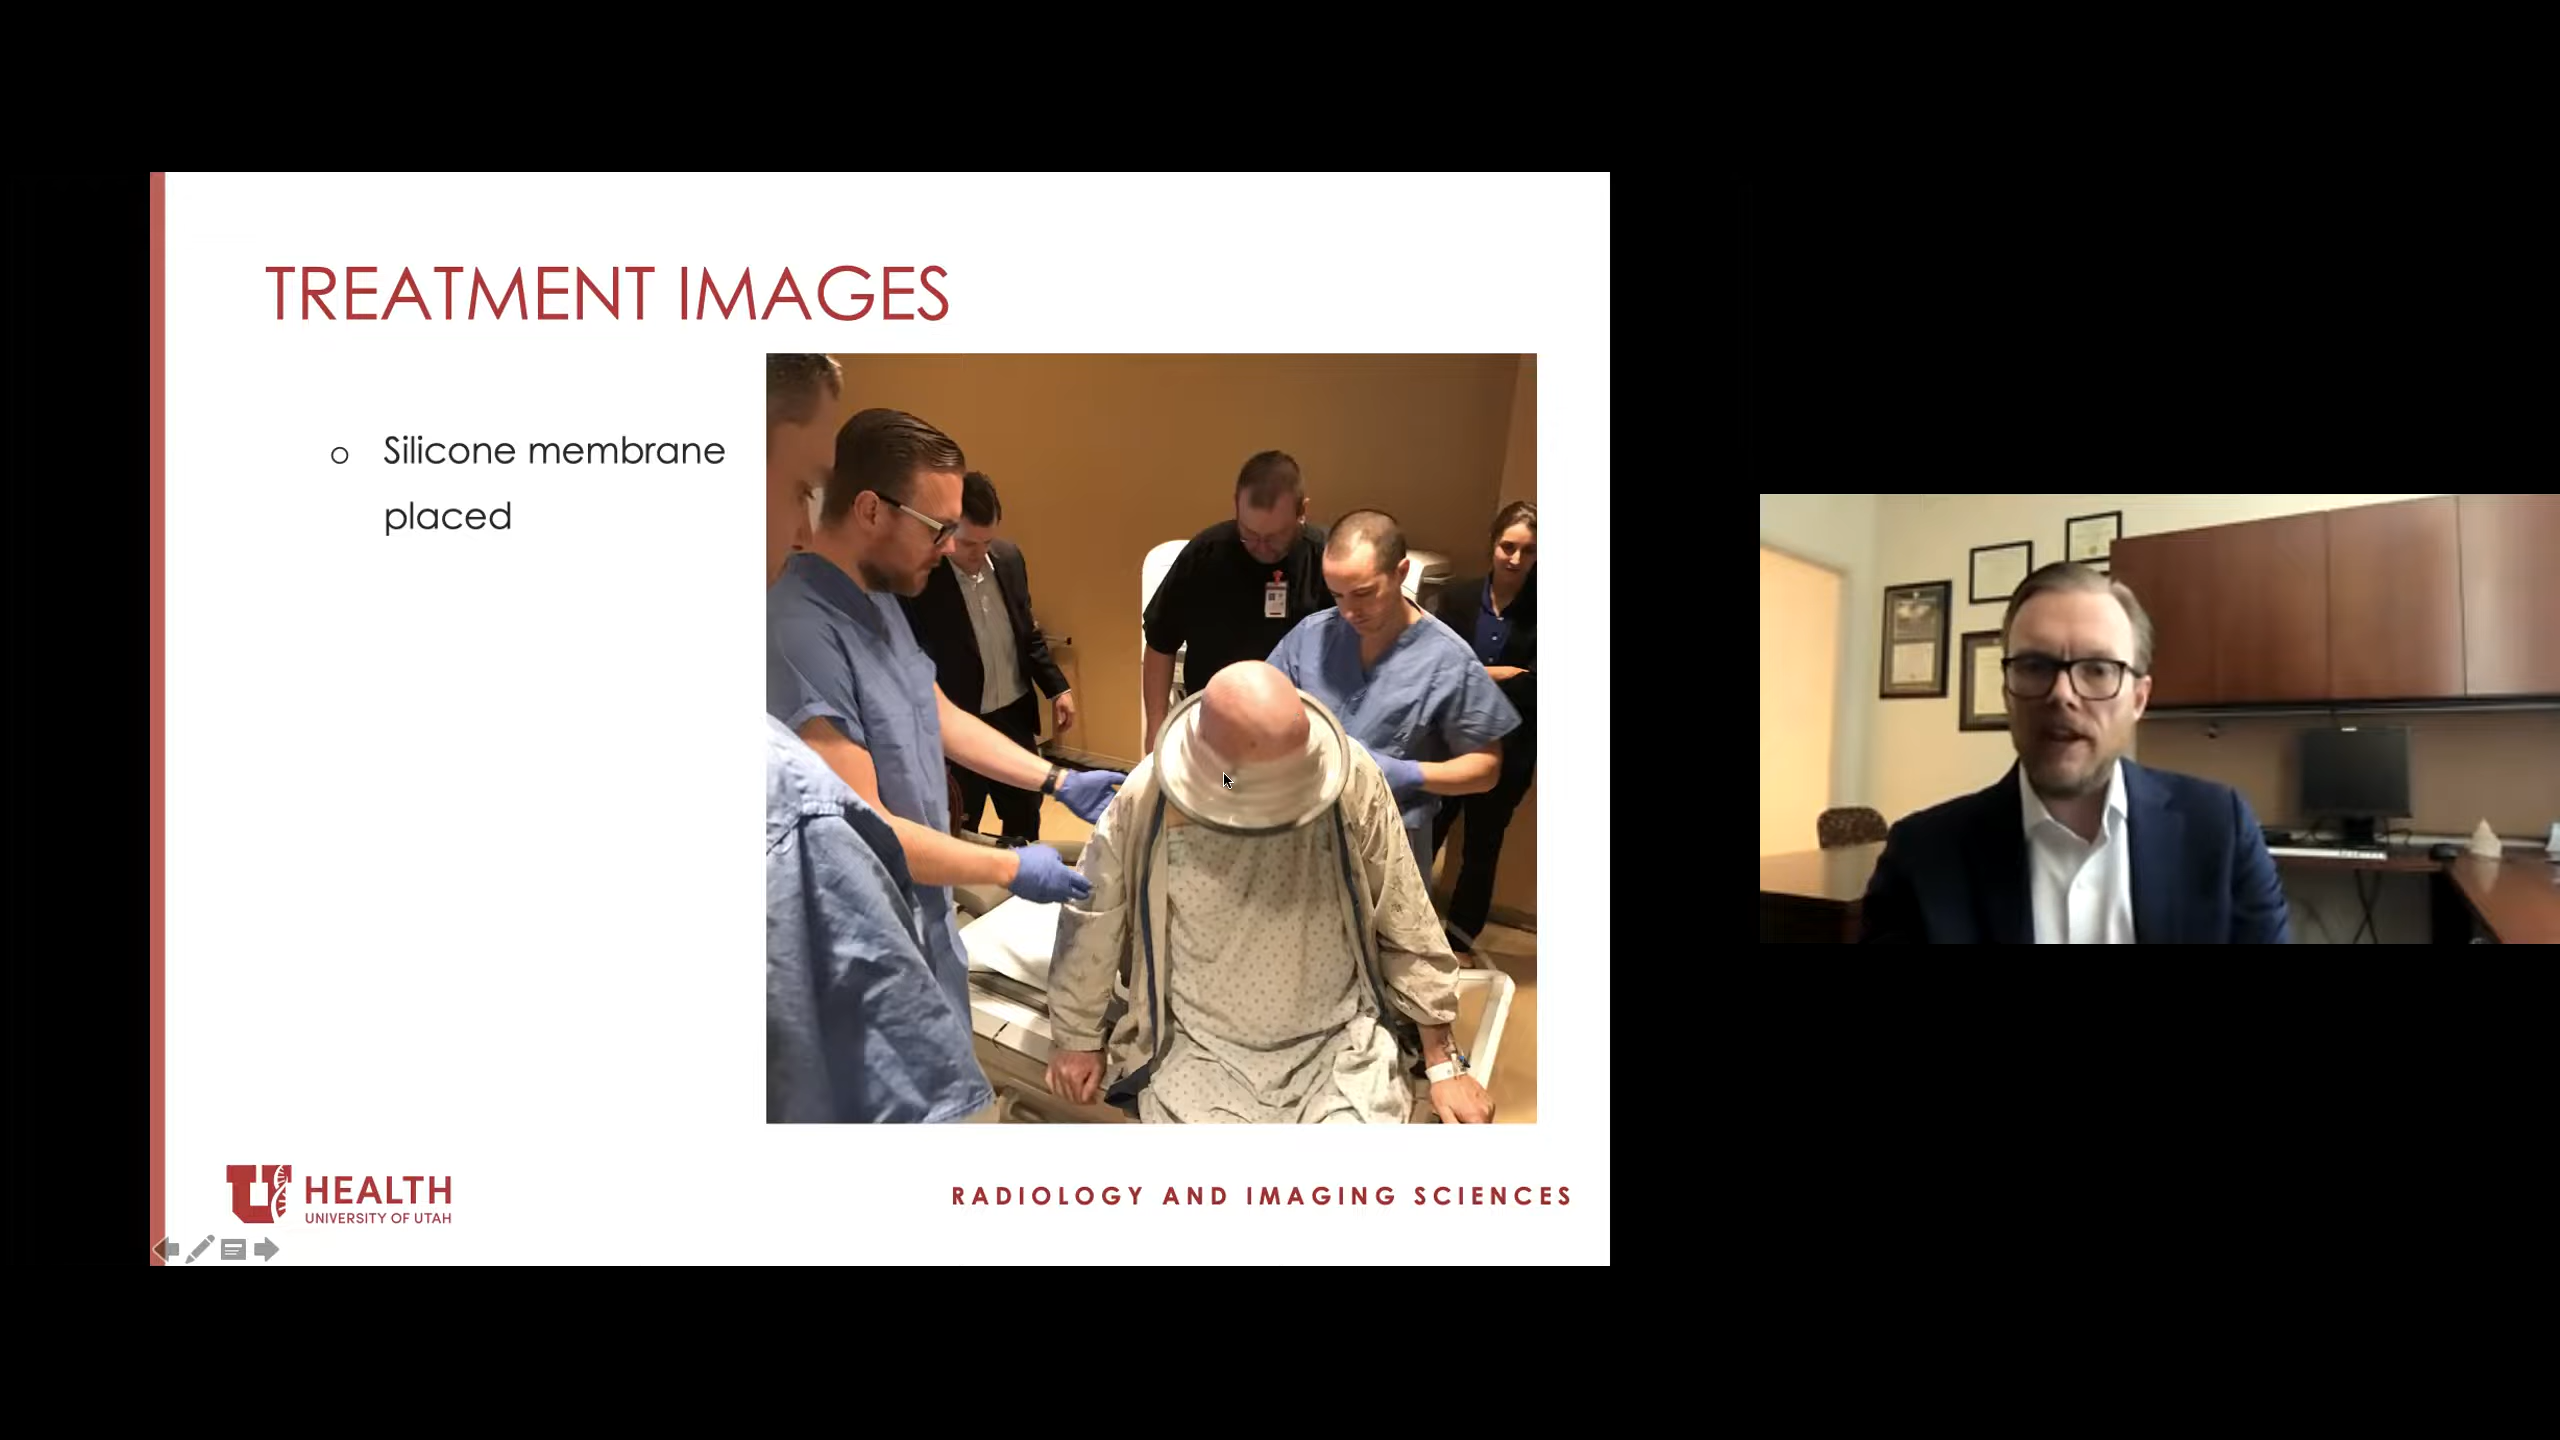 TREATMENT IMAGES
Silicone membrane
placed
HEALTH
UNIVERSITY OF UTAH
RADIOLOGY AND IMAGING SCIENCES